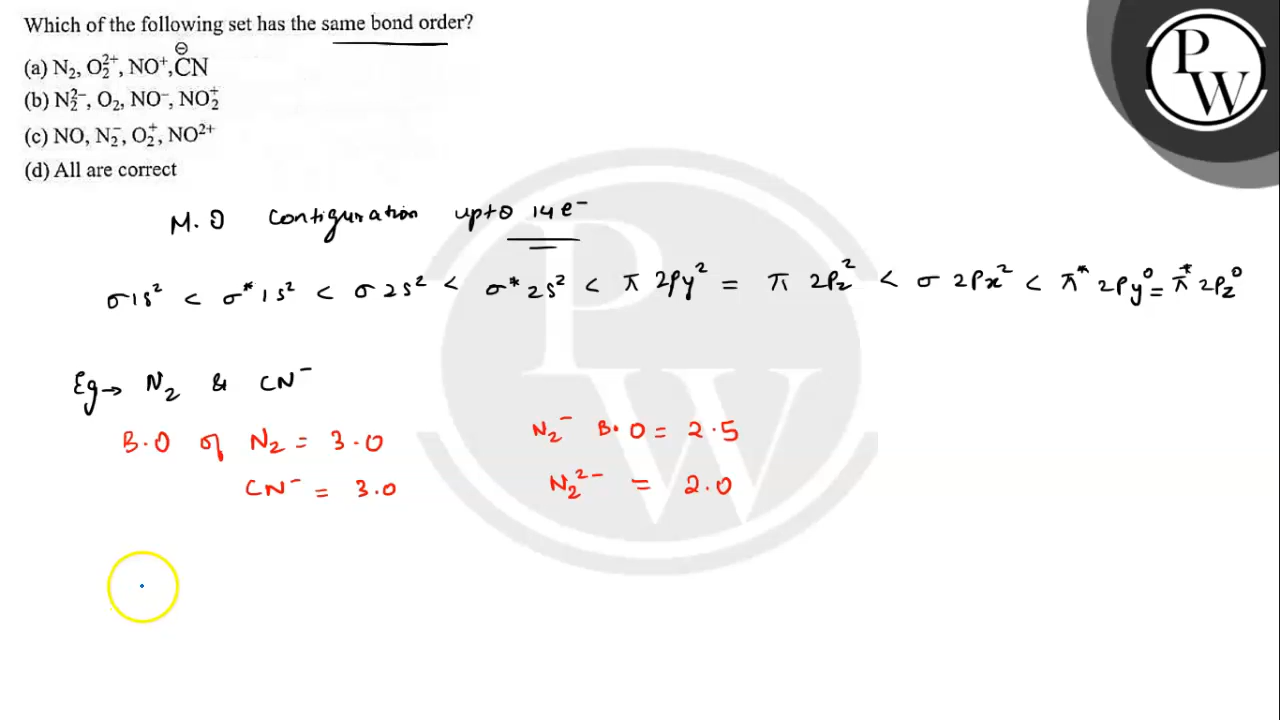 Which of the following set has the same bond order?
(a) N₂, O₂²⁺, NO⁺, C̊N⊖
(b) N₂²⁻, O₂, NO⁻, NO₂⁺
(c) NO, N₂⁻, O₂⁺, NO²⁺
(d) All are correct
M.O Configuration upto 14e⁻
σ1s² < σ*1s² < σ2s² < σ*2s² < π2Py² = π2Pz² < σ2Px² < π*2Py⁰ = π*2Pz⁰
Eg→ N₂ & CN⁻
B.O of N₂ = 3.0
CN⁻ = 3.0
N₂⁻ B.O = 2.5
N₂²⁻ = 2.0
P
W
P
W